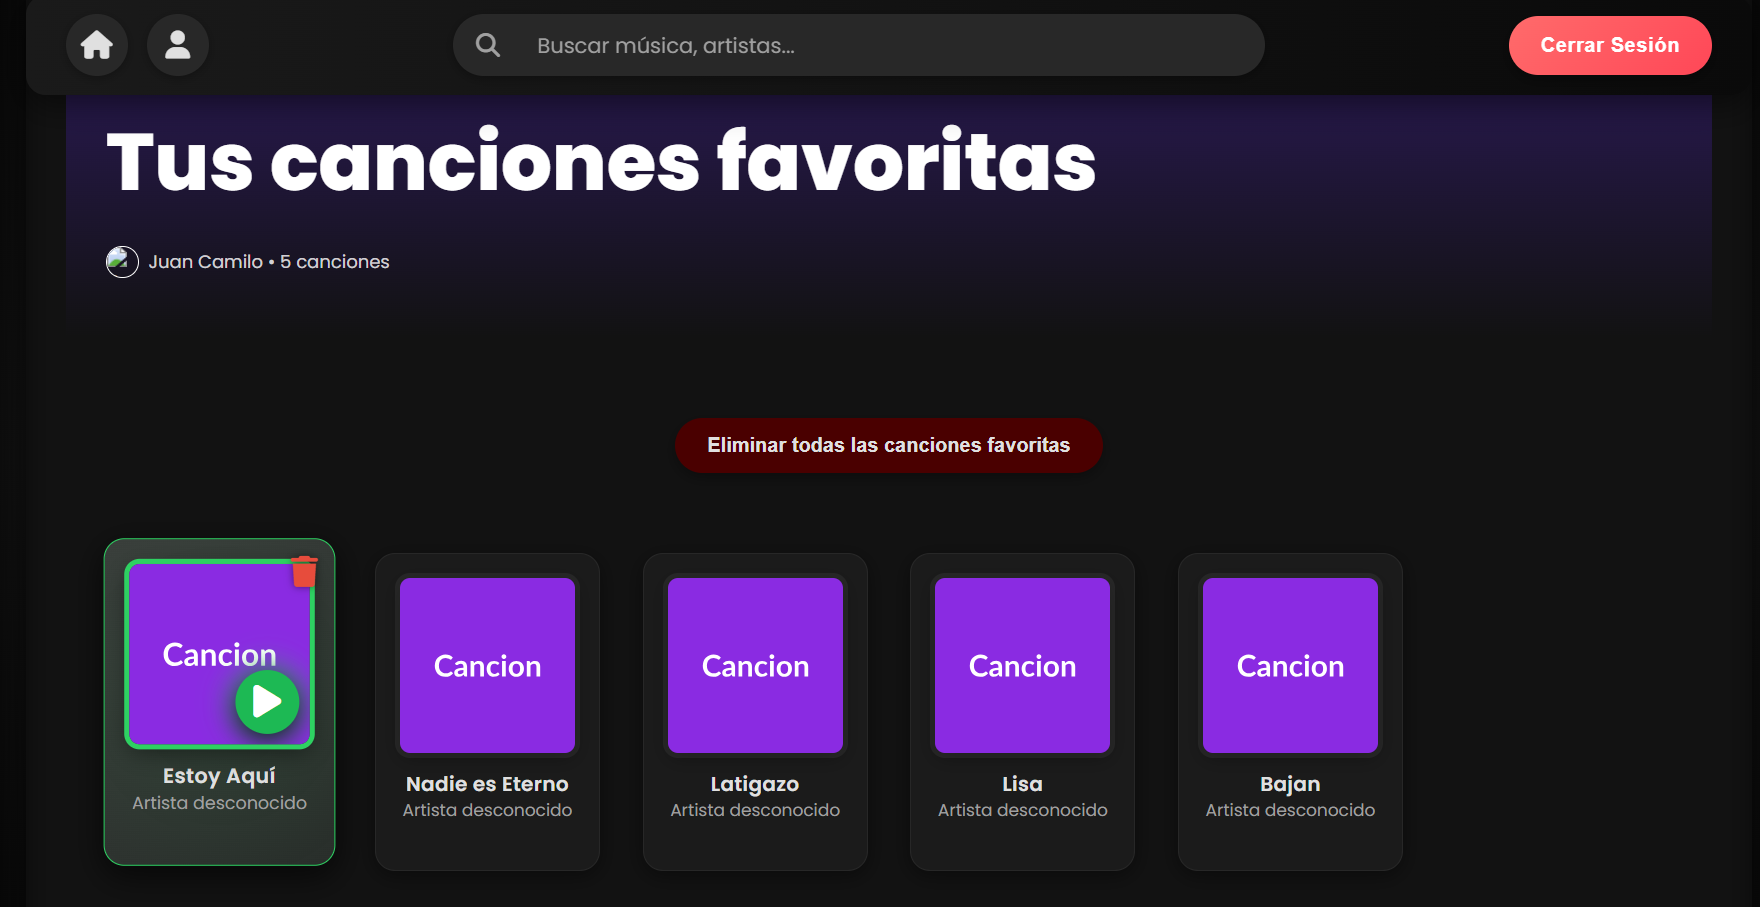 Buscar música, artistas...
Cerrar Sesión
Tus canciones favoritas
Juan Camilo • 5 canciones
Eliminar todas las canciones favoritas
Cancion
Estoy Aquí
Artista desconocido
Cancion
Nadie es Eterno
Artista desconocido
Cancion
Latigazo
Artista desconocido
Cancion
Lisa
Artista desconocido
Cancion
Bajan
Artista desconocido